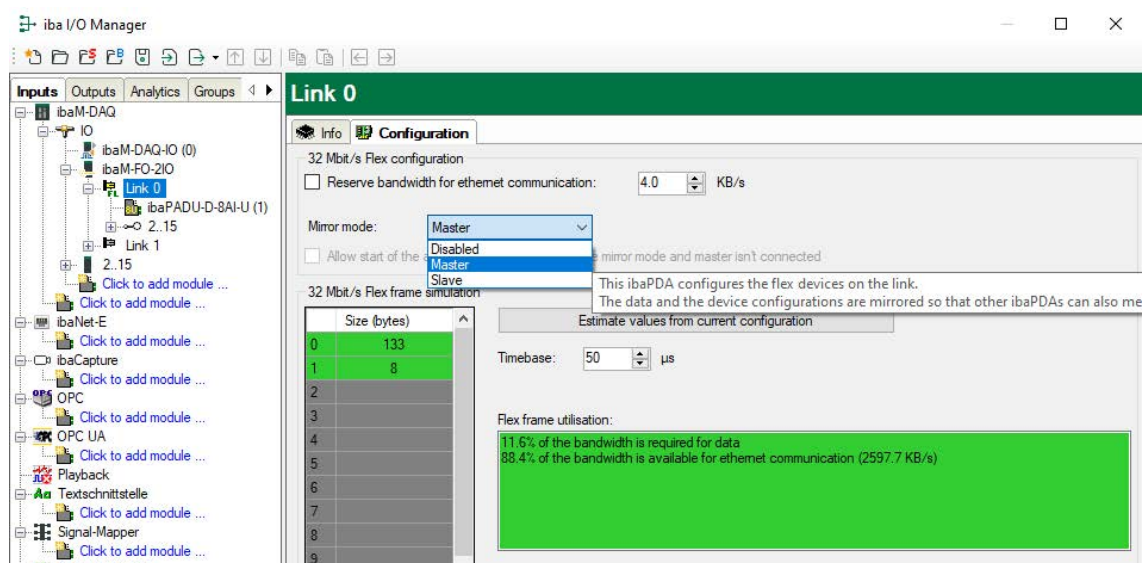 iba I/O Manager
Inputs Outputs Analytics Groups
ibaM-DAQ
IO
ibaM-DAQ-IO (0)
ibaM-FO-2IO
FL Link 0
ibaPADU-D-8AI-U (1)
2..15
Link 1
2..15
Click to add module ...
Click to add module ...
ibaNet-E
Click to add module ...
ibaCapture
Click to add module ...
OPC
Click to add module ...
OPC UA
Click to add module ...
Playback
Textschnittstelle
Click to add module ...
Signal-Mapper
Click to add module ...
Link 0
Info Configuration
32 Mbit/s Flex configuration
Reserve bandwidth for ethernet communication: 4.0 KB/s
Mirror mode: Master
Disabled
Master
Slave
Allow start of the a mirror mode and master isn't connected
This ibaPDA configures the flex devices on the link.
The data and the device configurations are mirrored so that other ibaPDAs can also me
32 Mbit/s Flex frame simulation
Size (bytes)
0 133
1 8
2
3
4
5
6
7
8
9
Estimate values from current configuration
Timebase: 50 µs
Flex frame utilisation:
11.6% of the bandwidth is required for data
88.4% of the bandwidth is available for ethernet communication (2597.7 KB/s)